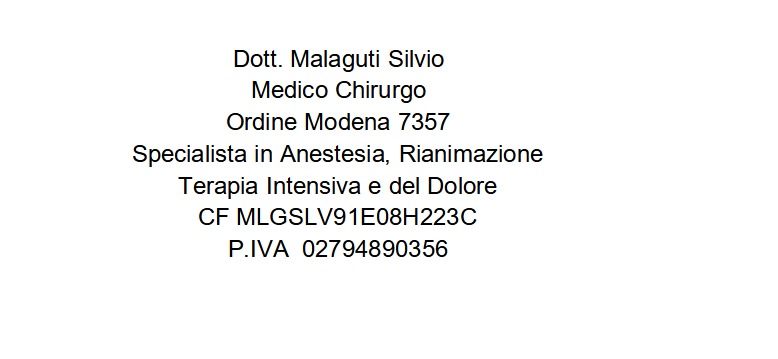 Dott. Malaguti Silvio
Medico Chirurgo
Ordine Modena 7357
Specialista in Anestesia, Rianimazione
Terapia Intensiva e del Dolore
CF MLGSLV91E08H223C
P.IVA  02794890356